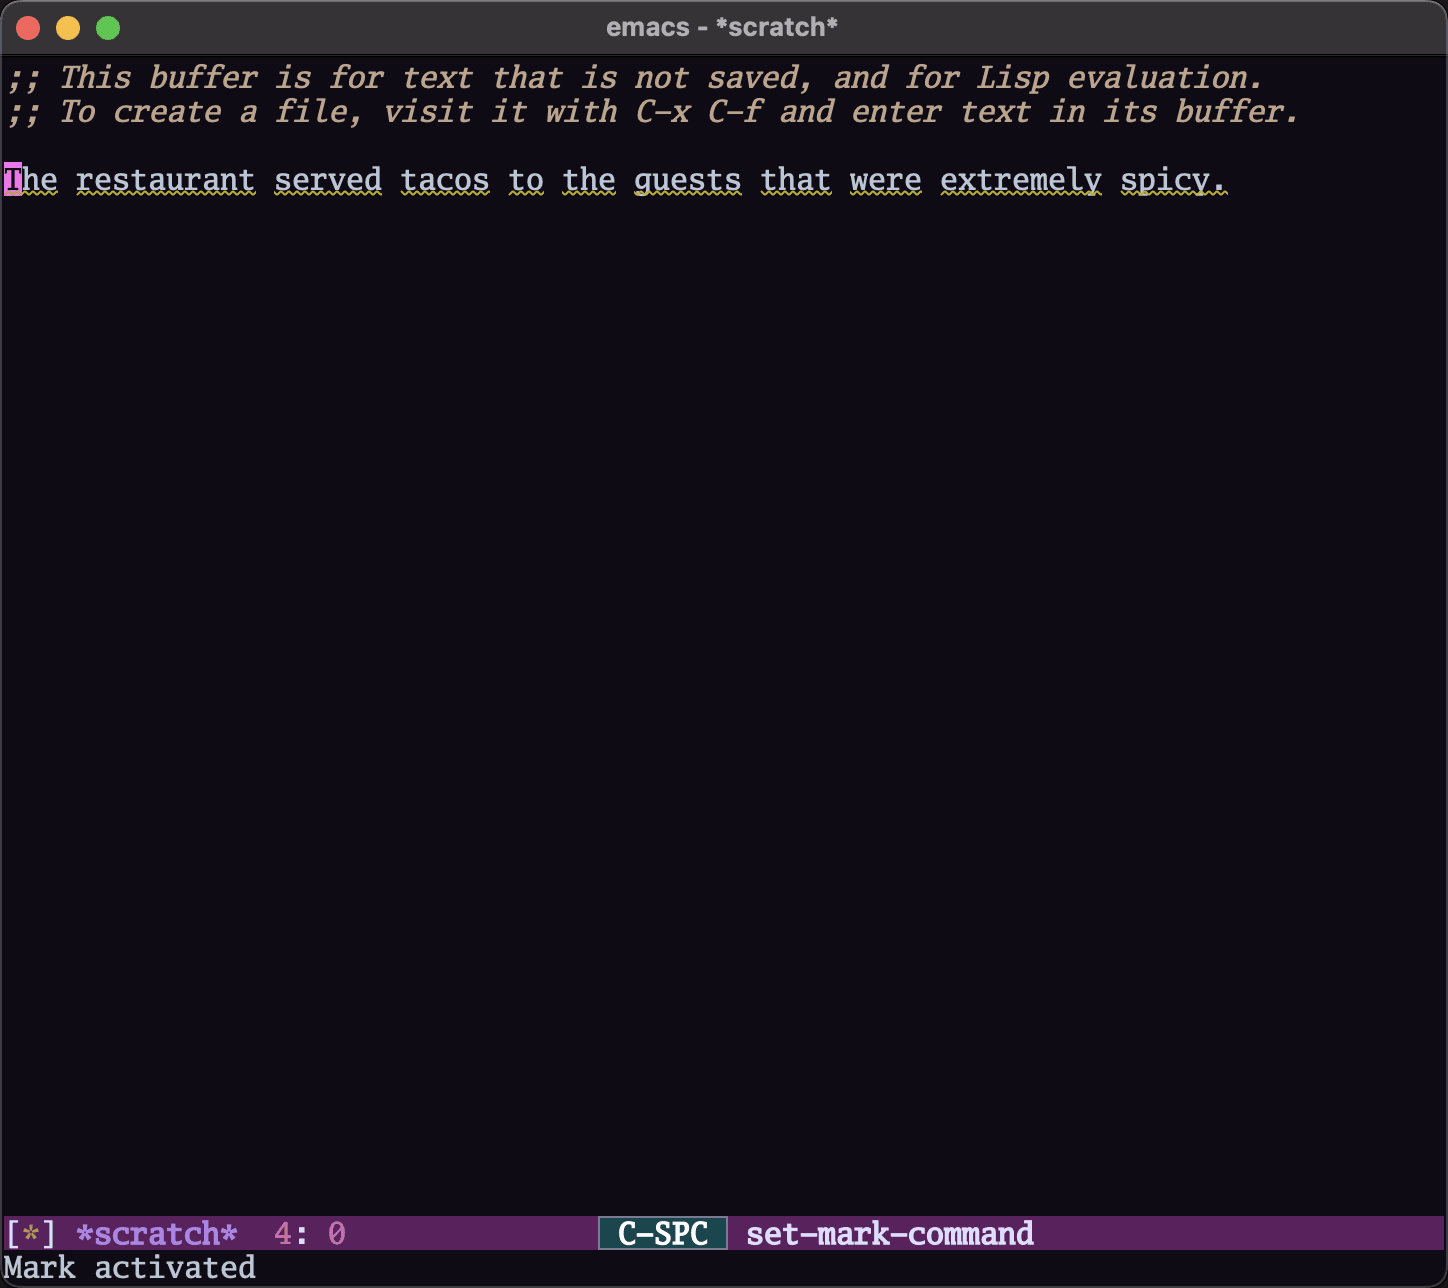 emacs - *scratch*
;; This buffer is for text that is not saved, and for Lisp evaluation.
;; To create a file, visit it with C-x C-f and enter text in its buffer.
The restaurant served tacos to the guests that were extremely spicy.
[*] *scratch* 4: 0 C-SPC set-mark-command
Mark activated